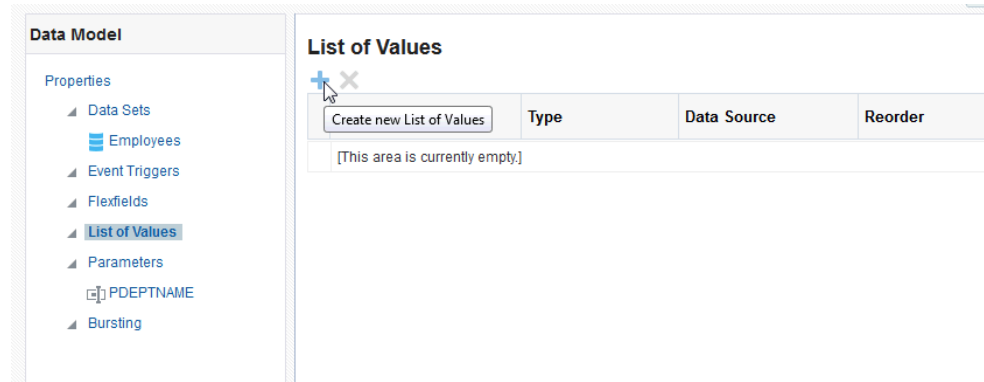 Data Model
Properties
Data Sets
Employees
Event Triggers
Flexfields
List of Values
Parameters
PDEPTNAME
Bursting
List of Values
Create new List of Values
Type
Data Source
Reorder
[This area is currently empty.]